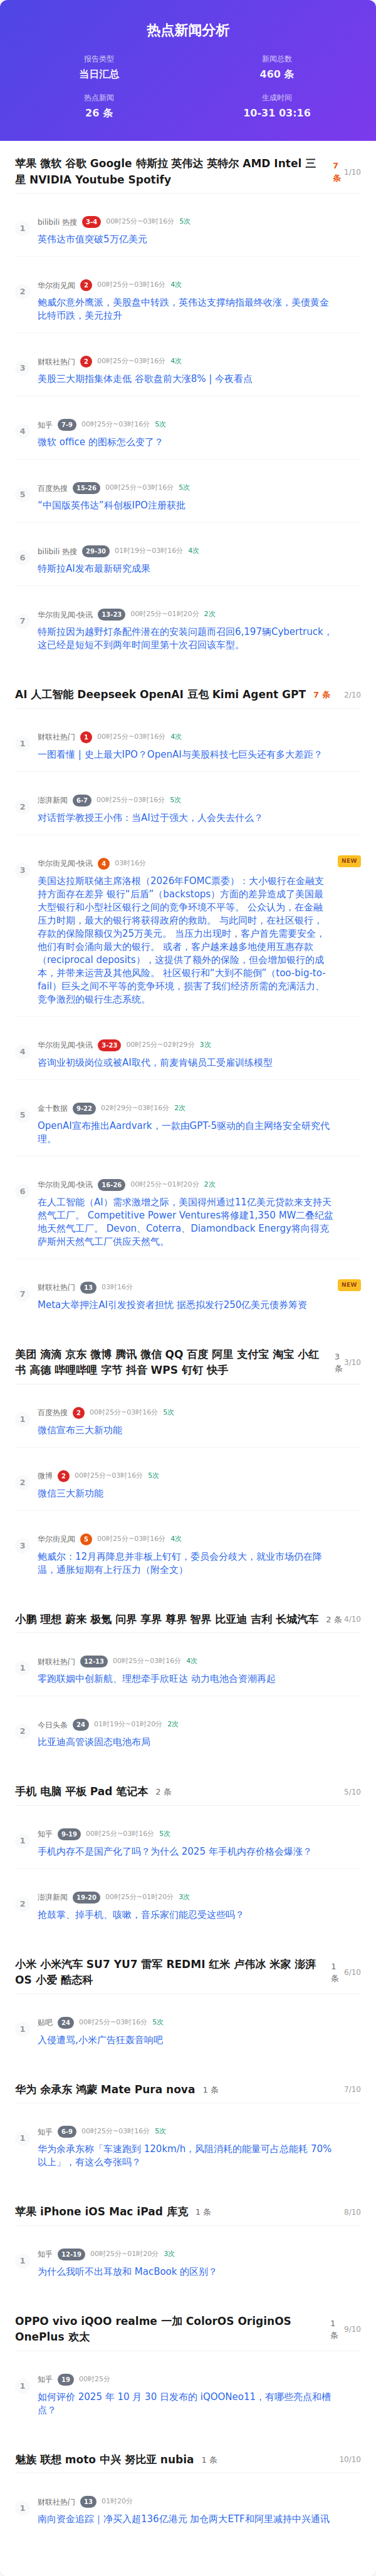 热点新闻分析
报告类型
当日汇总
新闻总数
460 条
热点新闻
26 条
生成时间
10-31 03:16
苹果 微软 谷歌 Google 特斯拉 英伟达 英特尔 AMD Intel 三
星 NVIDIA Youtube Spotify
7
条
1/10
1
bilibili 热搜 3-4 00时25分~03时16分 5次
英伟达市值突破5万亿美元
2
华尔街见闻 2 00时25分~03时16分 4次
鲍威尔意外鹰派，美股盘中转跌，英伟达支撑纳指最终收涨，美债黄金
比特币跌，美元拉升
3
财联社热门 2 00时25分~03时16分 4次
美股三大期指集体走低 谷歌盘前大涨8% | 今夜看点
4
知乎 7-9 00时25分~03时16分 5次
微软 office 的图标怎么变了？
5
百度热搜 15-26 00时25分~03时16分 5次
“中国版英伟达”科创板IPO注册获批
6
bilibili 热搜 29-30 01时19分~03时16分 4次
特斯拉AI发布最新研究成果
7
华尔街见闻-快讯 13-23 00时25分~01时20分 2次
特斯拉因为越野灯条配件潜在的安装问题而召回6,197辆Cybertruck，
这已经是短短不到两年时间里第十次召回该车型。
AI 人工智能 Deepseek OpenAI 豆包 Kimi Agent GPT 7 条 2/10
1
财联社热门 1 00时25分~03时16分 4次
一图看懂 | 史上最大IPO？OpenAI与美股科技七巨头还有多大差距？
2
澎湃新闻 6-7 00时25分~03时16分 5次
对话哲学教授王小伟：当AI过于强大，人会失去什么？
3
华尔街见闻-快讯 4 03时16分
NEW
美国达拉斯联储主席洛根（2026年FOMC票委）：大小银行在金融支
持方面存在差异 银行“后盾”（backstops）方面的差异造成了美国最
大型银行和小型社区银行之间的竞争环境不平等。 公众认为，在金融
压力时期，最大的银行将获得政府的救助。 与此同时，在社区银行，
存款的保险限额仅为25万美元。 当压力出现时，客户首先需要安全，
他们有时会涌向最大的银行。 或者，客户越来越多地使用互惠存款
（reciprocal deposits），这提供了额外的保险，但会增加银行的成
本，并带来运营及其他风险。 社区银行和“大到不能倒”（too-big-to-
fail）巨头之间不平等的竞争环境，损害了我们经济所需的充满活力、
竞争激烈的银行生态系统。
4
华尔街见闻-快讯 3-23 00时25分~02时29分 3次
咨询业初级岗位或被AI取代，前麦肯锡员工受雇训练模型
5
金十数据 9-22 02时29分~03时16分 2次
OpenAI宣布推出Aardvark，一款由GPT-5驱动的自主网络安全研究代
理。
6
华尔街见闻-快讯 16-26 00时25分~01时20分 2次
在人工智能（AI）需求激增之际，美国得州通过11亿美元贷款来支持天
然气工厂。 Competitive Power Ventures将修建1,350 MW二叠纪盆
地天然气工厂。 Devon、Coterra、Diamondback Energy将向得克
萨斯州天然气工厂供应天然气。
7
财联社热门 13 03时16分
NEW
Meta大举押注AI引发投资者担忧 据悉拟发行250亿美元债券筹资
美团 滴滴 京东 微博 腾讯 微信 QQ 百度 阿里 支付宝 淘宝 小红
书 高德 哔哩哔哩 字节 抖音 WPS 钉钉 快手
3
条
3/10
1
百度热搜 2 00时25分~03时16分 5次
微信宣布三大新功能
2
微博 2 00时25分~03时16分 5次
微信三大新功能
3
华尔街见闻 5 00时25分~03时16分 4次
鲍威尔：12月再降息并非板上钉钉，委员会分歧大，就业市场仍在降
温，通胀短期有上行压力（附全文）
小鹏 理想 蔚来 极氪 问界 享界 尊界 智界 比亚迪 吉利 长城汽车 2 条 4/10
1
财联社热门 12-13 00时25分~03时16分 4次
零跑联姻中创新航、理想牵手欣旺达 动力电池合资潮再起
2
今日头条 24 01时19分~01时20分 2次
比亚迪高管谈固态电池布局
手机 电脑 平板 Pad 笔记本 2 条 5/10
1
知乎 9-19 00时25分~03时16分 5次
手机内存不是国产化了吗？为什么 2025 年手机内存价格会爆涨？
2
澎湃新闻 19-20 00时25分~01时20分 3次
抢鼓掌、掉手机、咳嗽，音乐家们能忍受这些吗？
小米 小米汽车 SU7 YU7 雷军 REDMI 红米 卢伟冰 米家 澎湃
OS 小爱 酷态科
1
条
6/10
1
贴吧 24 00时25分~03时16分 5次
入侵遭骂,小米广告狂轰音响吧
华为 余承东 鸿蒙 Mate Pura nova 1 条 7/10
1
知乎 6-9 00时25分~03时16分 5次
华为余承东称「车速跑到 120km/h，风阻消耗的能量可占总能耗 70%
以上」，有这么夸张吗？
苹果 iPhone iOS Mac iPad 库克 1 条 8/10
1
知乎 12-19 00时25分~01时20分 3次
为什么我听不出耳放和 MacBook 的区别？
OPPO vivo iQOO realme 一加 ColorOS OriginOS
OnePlus 欢太
1
条
9/10
1
知乎 19 00时25分
如何评价 2025 年 10 月 30 日发布的 iQOONeo11，有哪些亮点和槽
点？
魅族 联想 moto 中兴 努比亚 nubia 1 条 10/10
1
财联社热门 13 01时20分
南向资金追踪｜净买入超136亿港元 加仓两大ETF和阿里减持中兴通讯